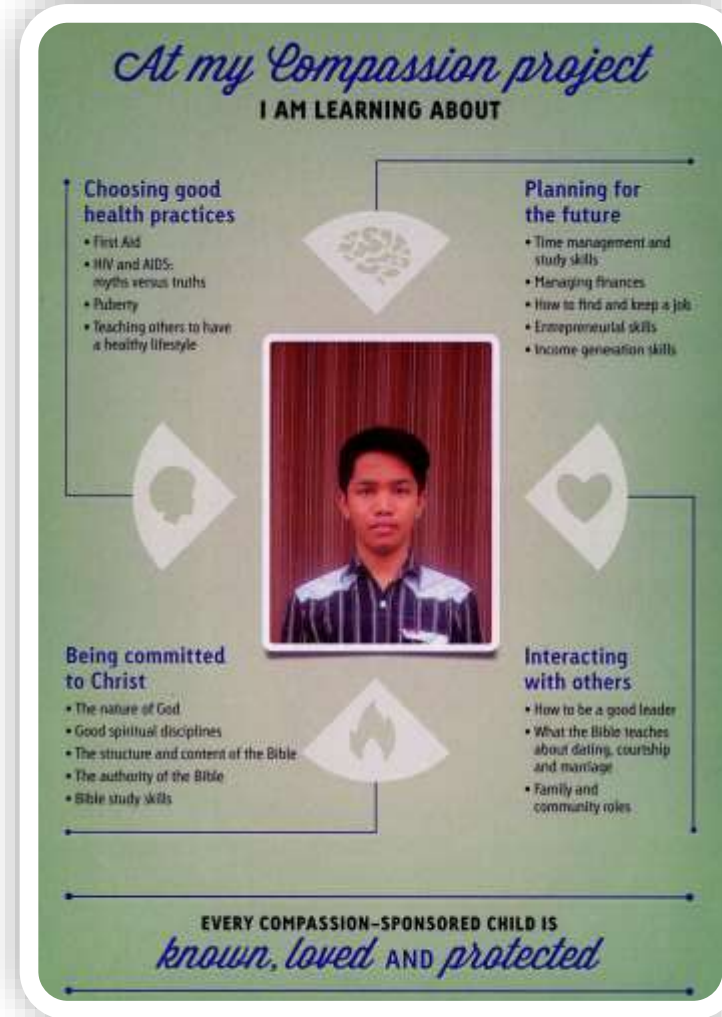 At my Compassion project
I AM LEARNING ABOUT
Choosing good
health practices
• First Aid
• HIV and AIDS:
myths versus truths
• Puberty
• Teaching others to have
a healthy lifestyle
Planning for
the future
• Time management and
study skills
• Managing finances
• How to find and keep a job
• Entrepreneurial skills
• Income generation skills
Being committed
to Christ
• The nature of God
• Good spiritual disciplines
• The structure and content of the Bible
• The authority of the Bible
• Bible study skills
Interacting
with others
• How to be a good leader
• What the Bible teaches
about dating, courtship
and marriage
• Family and
community roles
EVERY COMPASSION-SPONSORED CHILD IS
known, loved AND protected